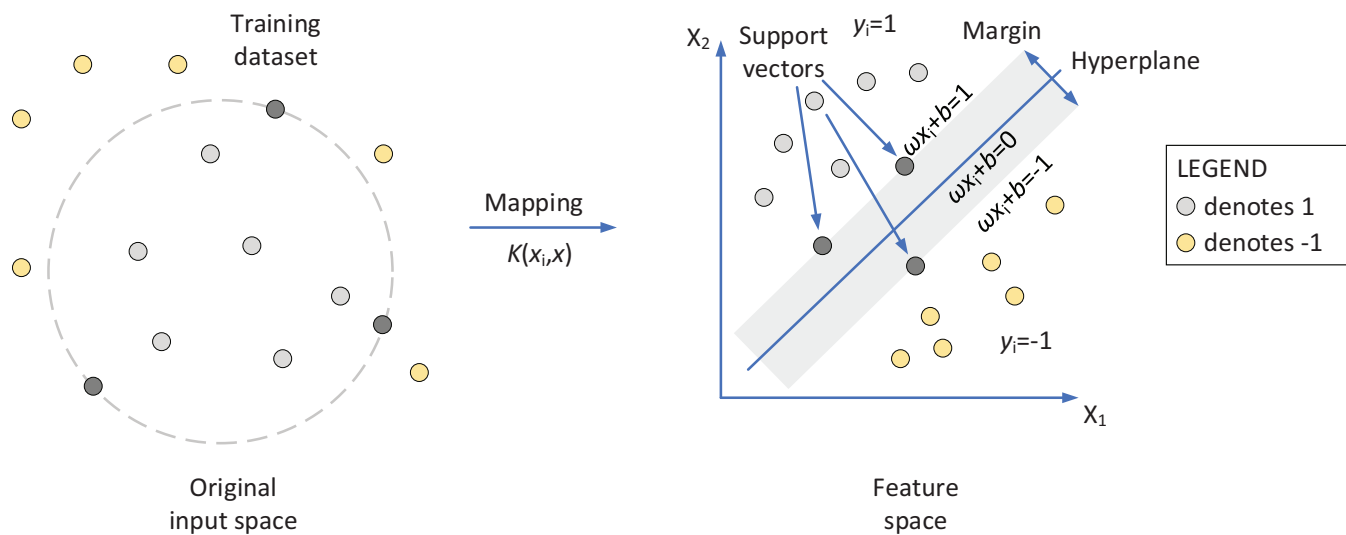 Training
dataset
Mapping
K(xᵢ,x)
Original
input space
X₂
Support
vectors
yᵢ=1
Margin
Hyperplane
ωxᵢ+b=1
ωxᵢ+b=0
ωxᵢ+b=-1
yᵢ=-1
X₁
Feature
space
LEGEND
denotes 1
denotes -1